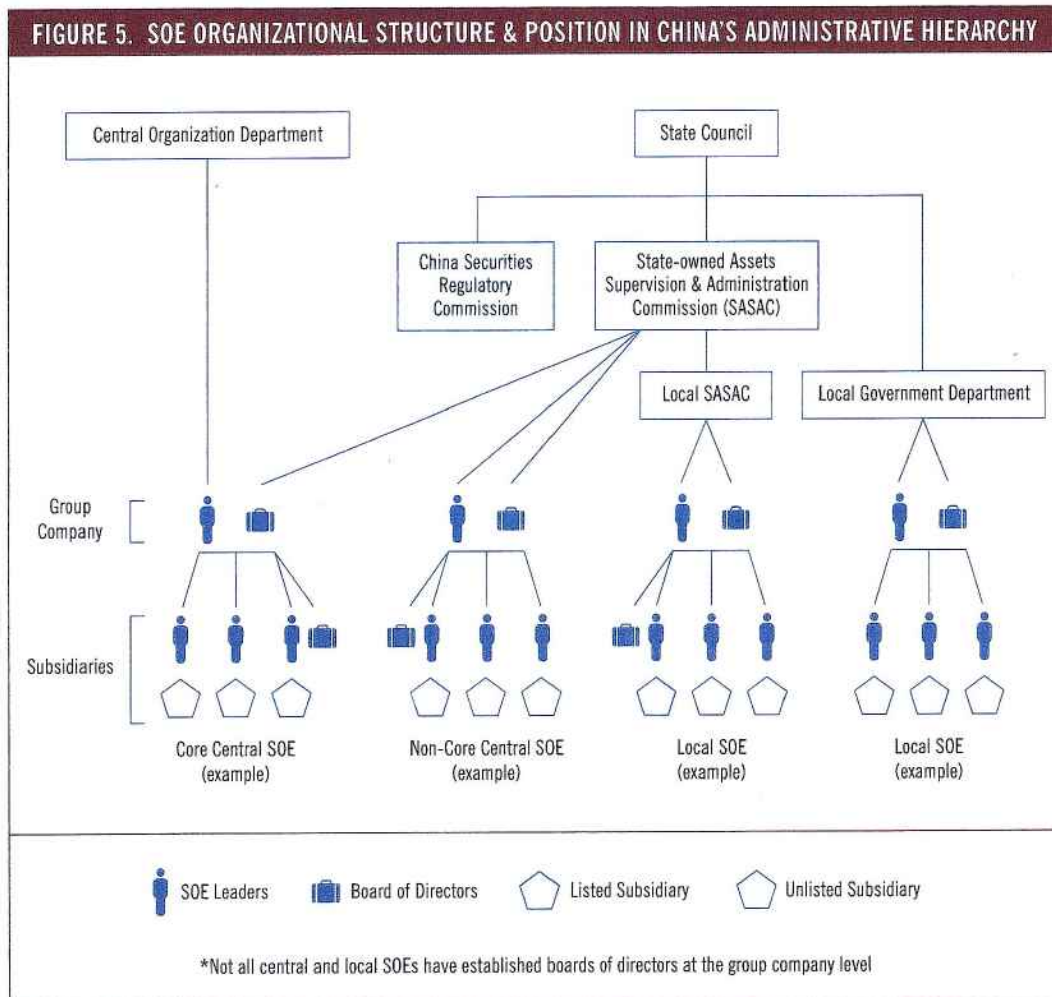 FIGURE 5. SOE ORGANIZATIONAL STRUCTURE & POSITION IN CHINA'S ADMINISTRATIVE HIERARCHY
Central Organization Department
State Council
China Securities
Regulatory
Commission
State-owned Assets
Supervision & Administration
Commission (SASAC)
Local SASAC
Local Government Department
Group
Company
Subsidiaries
Core Central SOE
(example)
Non-Core Central SOE
(example)
Local SOE
(example)
Local SOE
(example)
SOE Leaders
Board of Directors
Listed Subsidiary
Unlisted Subsidiary
*Not all central and local SOEs have established boards of directors at the group company level